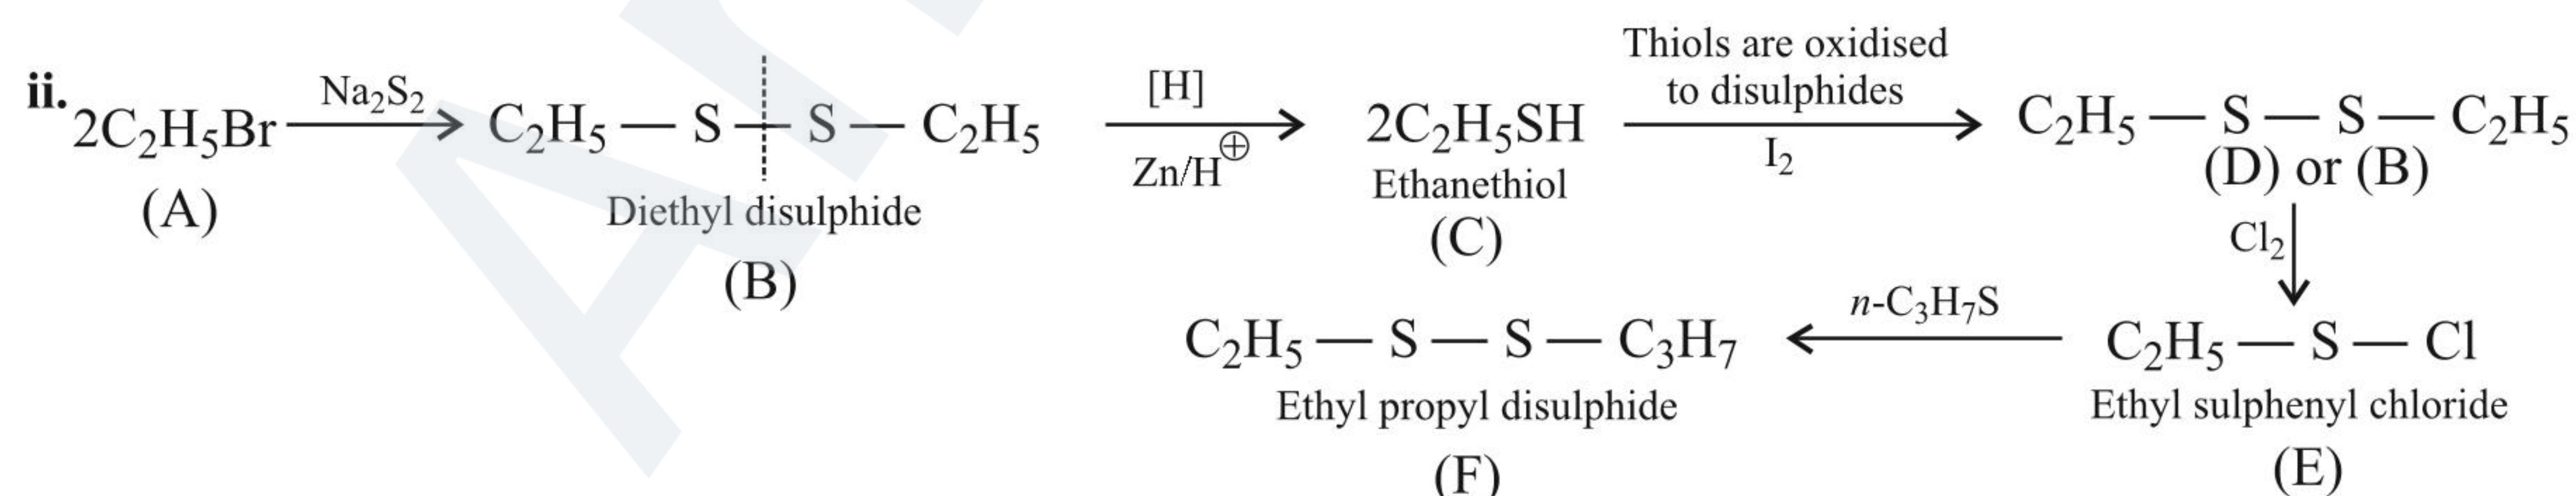 ii. 2C₂H₅Br —Na₂S₂→ C₂H₅ — S — S — C₂H₅ —[H] Zn/H⊕→ 2C₂H₅SH —Thiols are oxidised to disulphides I₂→ C₂H₅ — S — S — C₂H₅
(A) Diethyl disulphide (B) Ethanethiol (C) (D) or (B)
Cl₂ ↓
C₂H₅ — S — S — C₃H₇ ←n-C₃H₇S— C₂H₅ — S — Cl
Ethyl propyl disulphide Ethyl sulphenyl chloride
(F) (E)